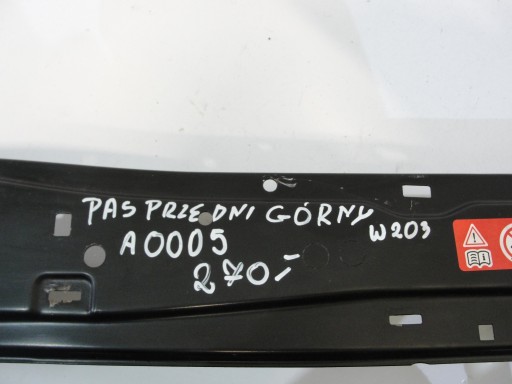 PAS PRZEDNI GÓRNY
W203
A0005
270,-